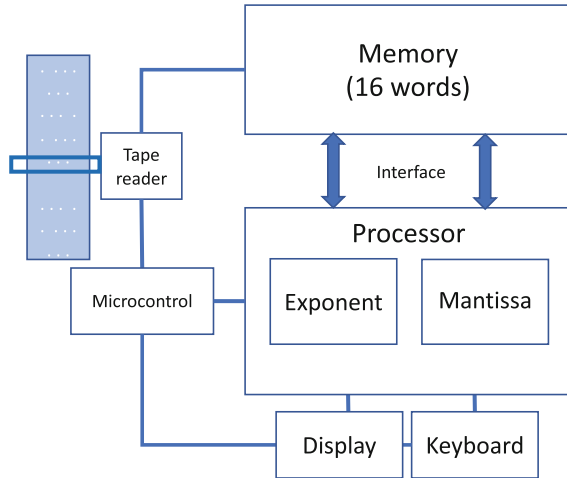 Memory
(16 words)
Tape
reader
Interface
Processor
Exponent
Mantissa
Microcontrol
Display
Keyboard